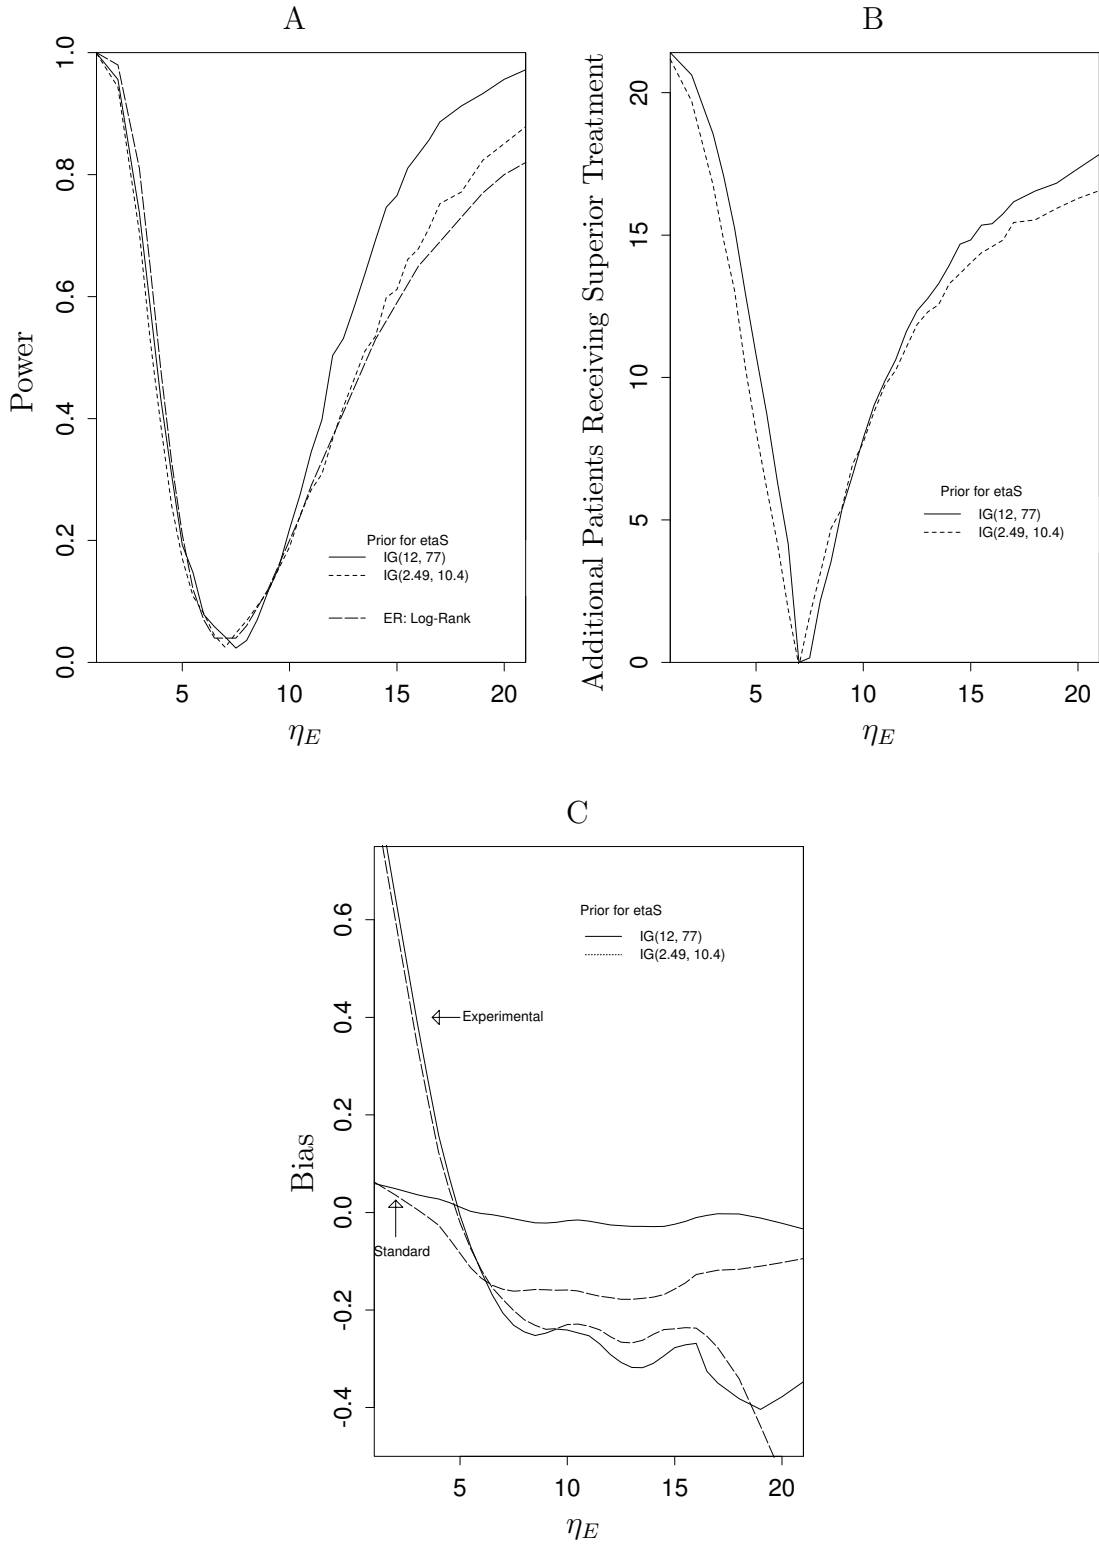 A
Power
0.0 0.2 0.4 0.6 0.8 1.0
Prior for etaS
IG(12, 77)
IG(2.49, 10.4)
ER: Log-Rank
5 10 15 20
η_E
B
Additional Patients Receiving Superior Treatment
0 5 10 15 20
Prior for etaS
IG(12, 77)
IG(2.49, 10.4)
5 10 15 20
η_E
C
Bias
-0.4 -0.2 0.0 0.2 0.4 0.6
Prior for etaS
IG(12, 77)
IG(2.49, 10.4)
Experimental
Standard
5 10 15 20
η_E